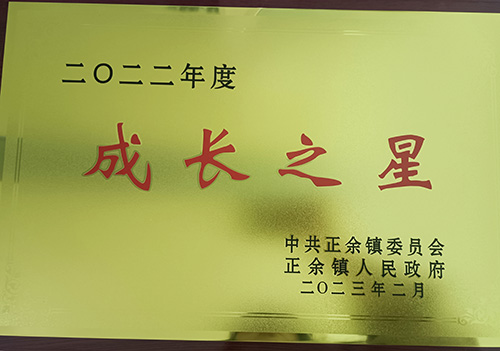 二〇二二年度
成长之星
中共正余镇委员会
正余镇人民政府
二〇二三年二月